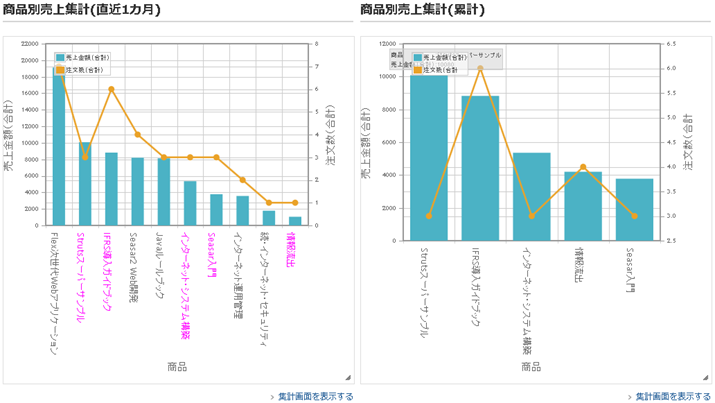 商品別売上集計(直近1カ月)
22000
20000
18000
16000
14000
12000
10000
8000
6000
4000
2000
0
売上金額(合計)
売上金額(合計)
注文数(合計)
8
7
6
5
4
3
2
1
0
注文数(合計)
Flex次世代Webアプリケーション
Strutsスーパーサンプル
IFRS導入ガイドブック
Seasar2 Web開発
Javaルールブック
インターネット・システム構築
Seasar入門
インターネット運用管理
続・インターネット・セキュリティ
情報流出
商品
> 集計画面を表示する
商品別売上集計(累計)
12000
10000
8000
6000
4000
2000
0
売上金額(合計)
商品
パーサンプル
売上金
売上金額(合計)
注文数(合計)
6.5
6.0
5.5
5.0
4.5
4.0
3.5
3.0
2.5
注文数(合計)
Strutsスーパーサンプル
IFRS導入ガイドブック
インターネット・システム構築
情報流出
Seasar入門
商品
> 集計画面を表示する